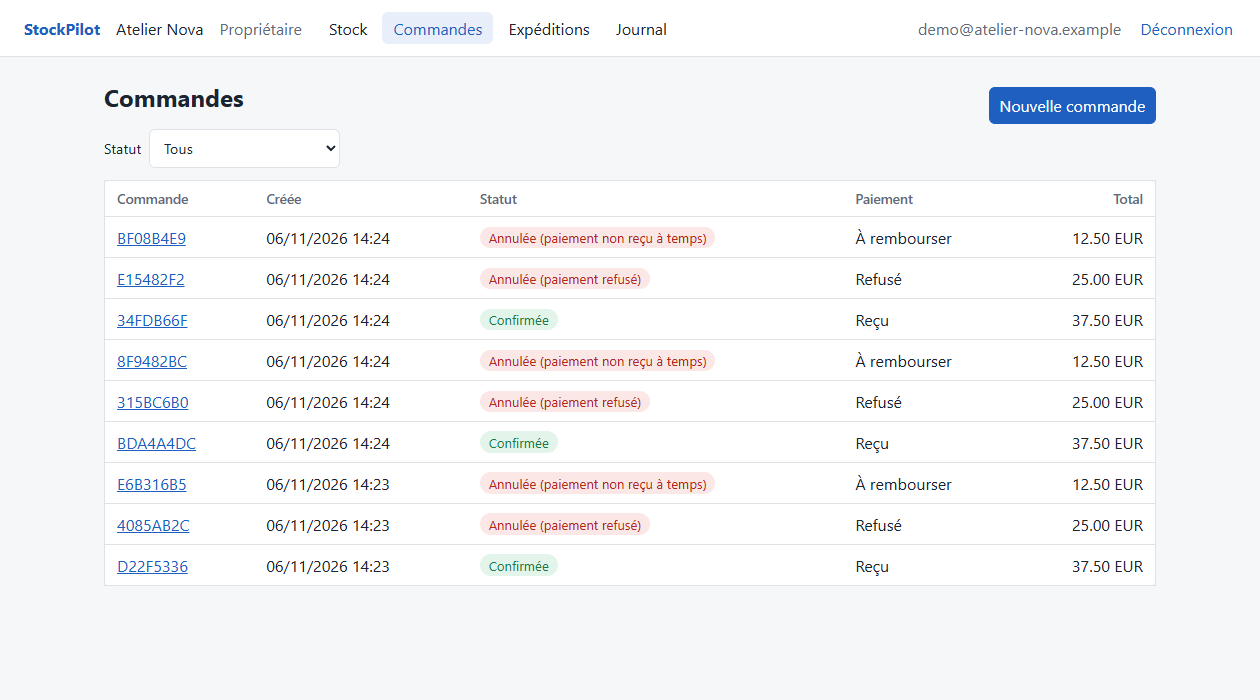 StockPilot Atelier Nova Propriétaire Stock Commandes Expéditions Journal demo@atelier-nova.example Déconnexion
Commandes
Nouvelle commande
Statut Tous
Commande Créée Statut Paiement Total
BF08B4E9 06/11/2026 14:24 Annulée (paiement non reçu à temps) À rembourser 12.50 EUR
E15482F2 06/11/2026 14:24 Annulée (paiement refusé) Refusé 25.00 EUR
34FDB66F 06/11/2026 14:24 Confirmée Reçu 37.50 EUR
8F9482BC 06/11/2026 14:24 Annulée (paiement non reçu à temps) À rembourser 12.50 EUR
315BC6B0 06/11/2026 14:24 Annulée (paiement refusé) Refusé 25.00 EUR
BDA4A4DC 06/11/2026 14:24 Confirmée Reçu 37.50 EUR
E6B316B5 06/11/2026 14:23 Annulée (paiement non reçu à temps) À rembourser 12.50 EUR
4085AB2C 06/11/2026 14:23 Annulée (paiement refusé) Refusé 25.00 EUR
D22F5336 06/11/2026 14:23 Confirmée Reçu 37.50 EUR